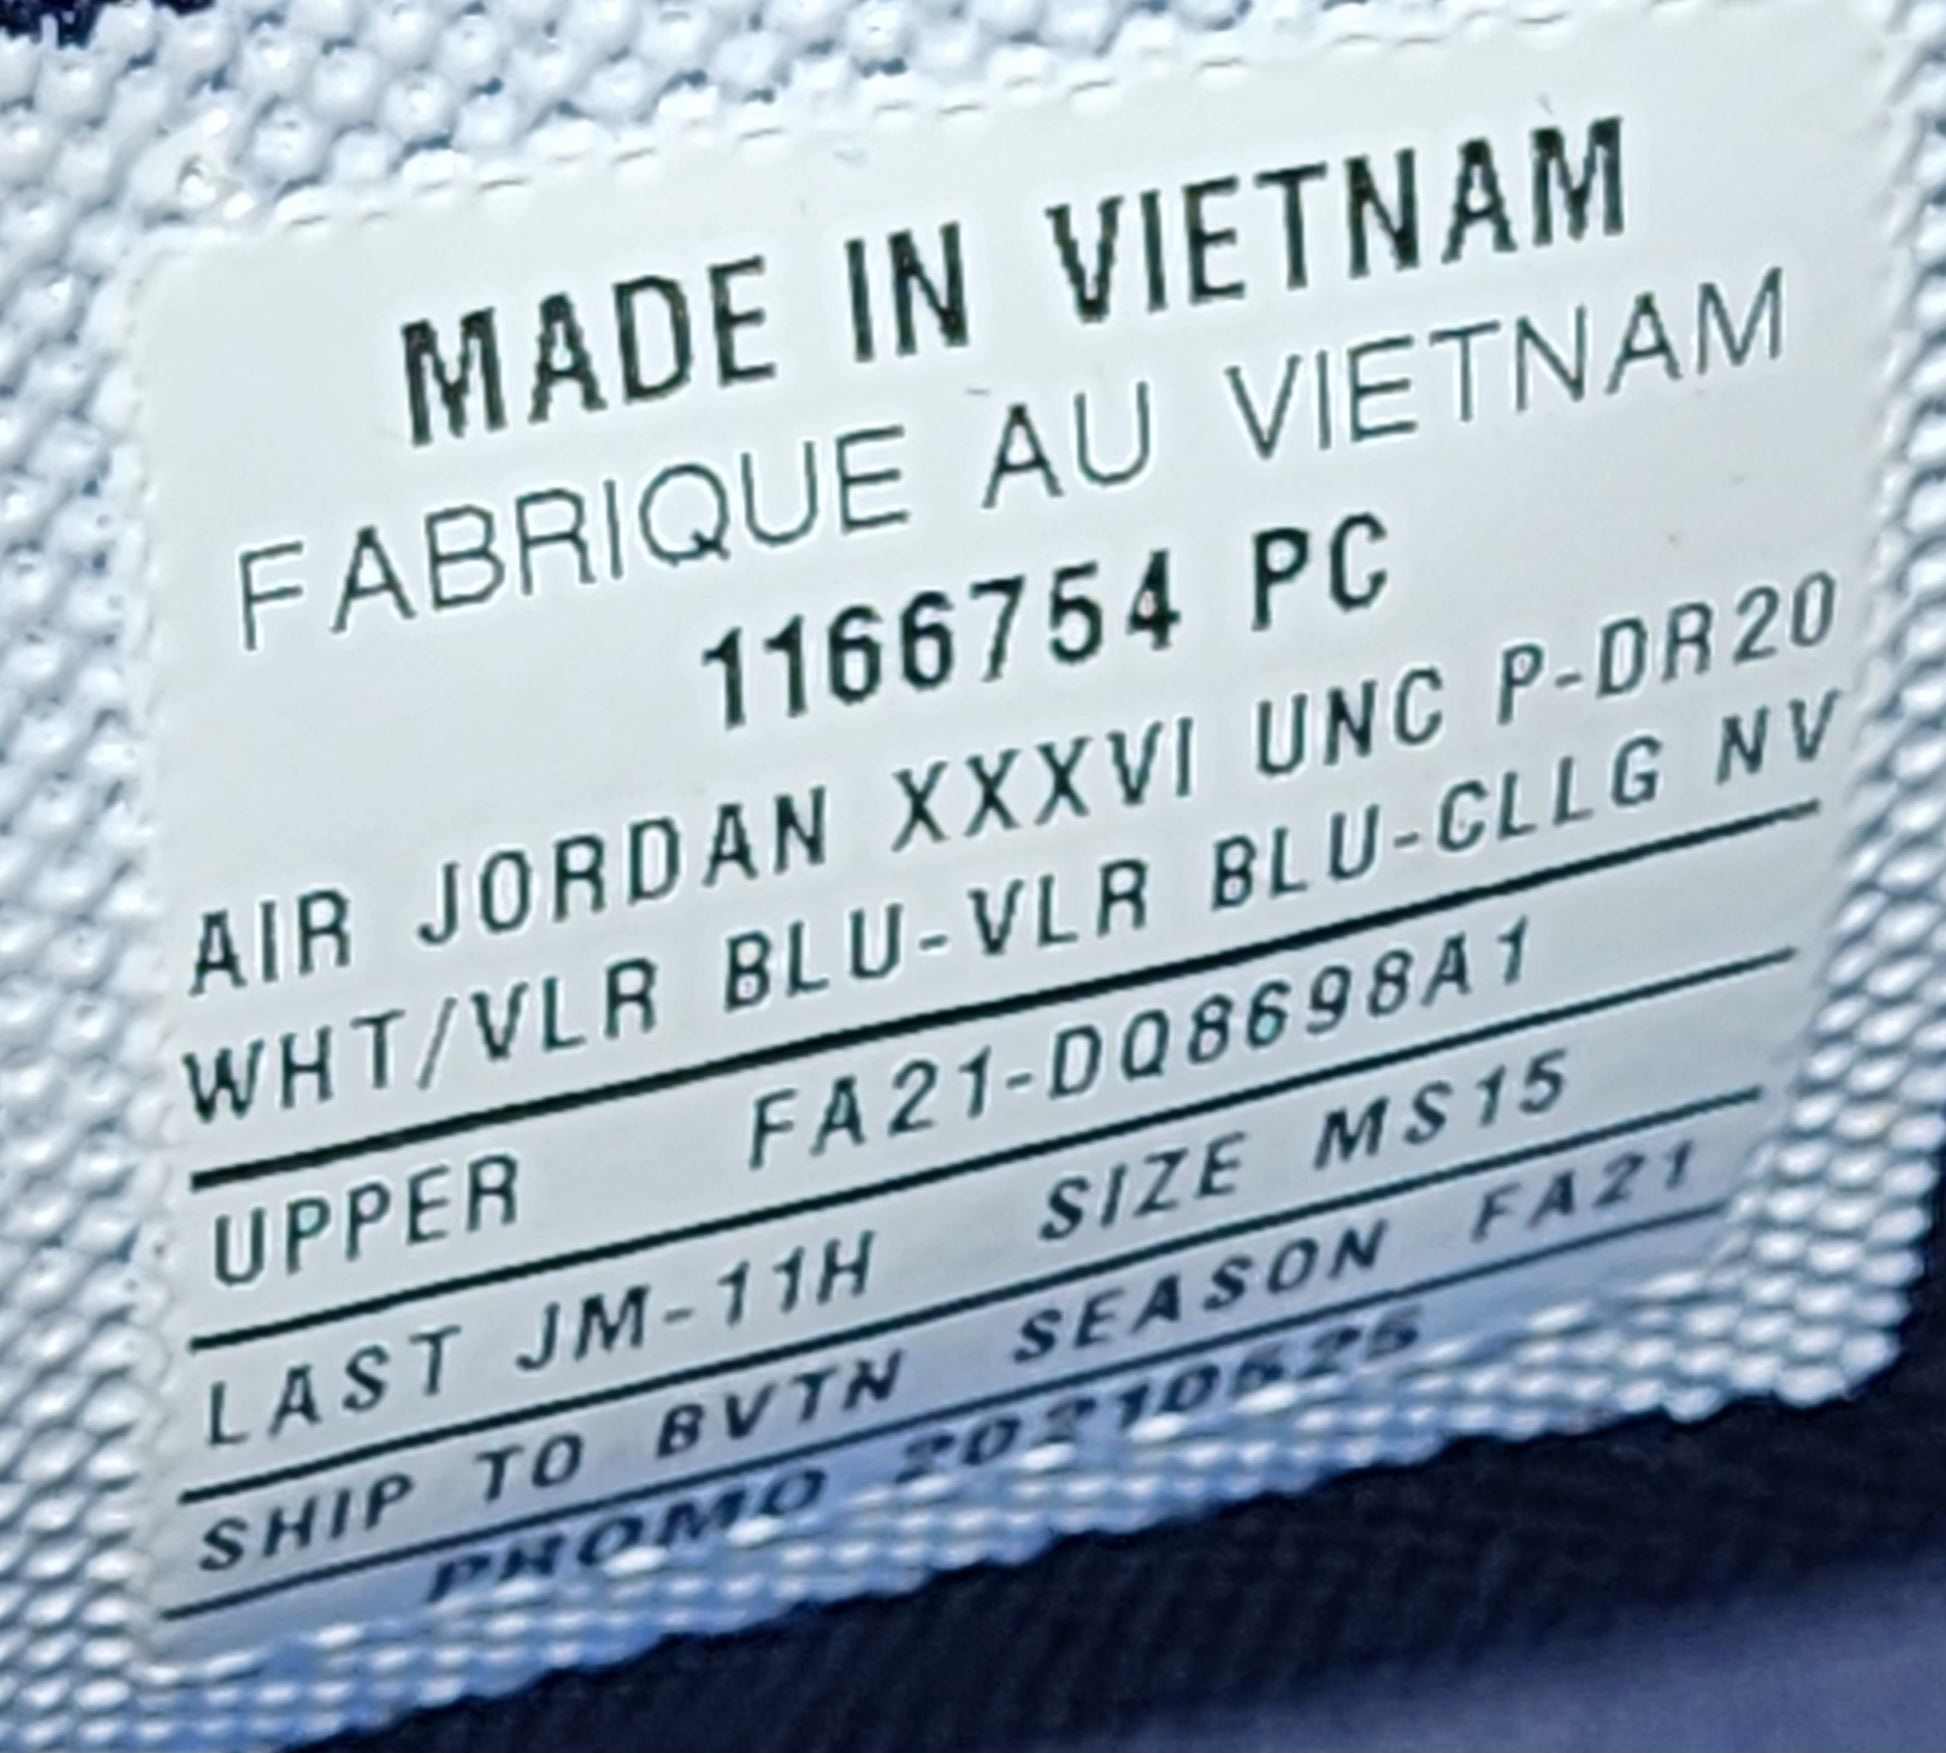 MADE IN VIETNAM
FABRIQUE AU VIETNAM
1166754 PC
AIR JORDAN XXXVI UNC P-DR20
WHT/VLR BLU-VLR BLU-CLLG NV
UPPER FA21-DQ8698A1
LAST JM-11H SIZE MS15
SHIP TO BVTN SEASON FA21
PROMO 20210525